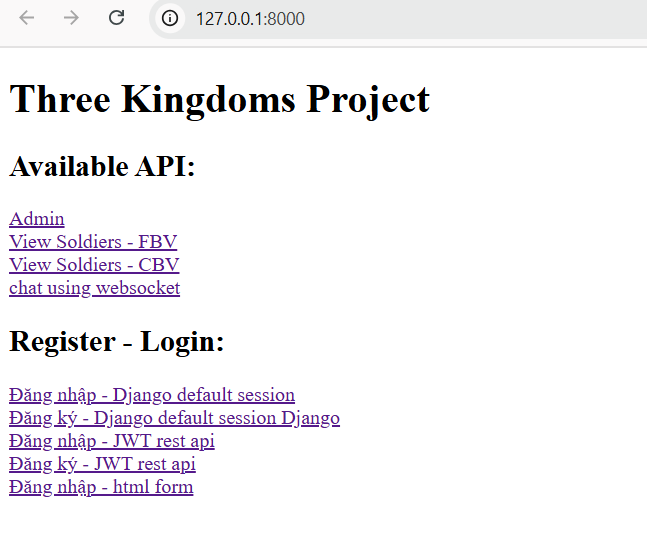 127.0.0.1:8000
Three Kingdoms Project
Available API:
Admin
View Soldiers - FBV
View Soldiers - CBV
chat using websocket
Register - Login:
Đăng nhập - Django default session
Đăng ký - Django default session Django
Đăng nhập - JWT rest api
Đăng ký - JWT rest api
Đăng nhập - html form